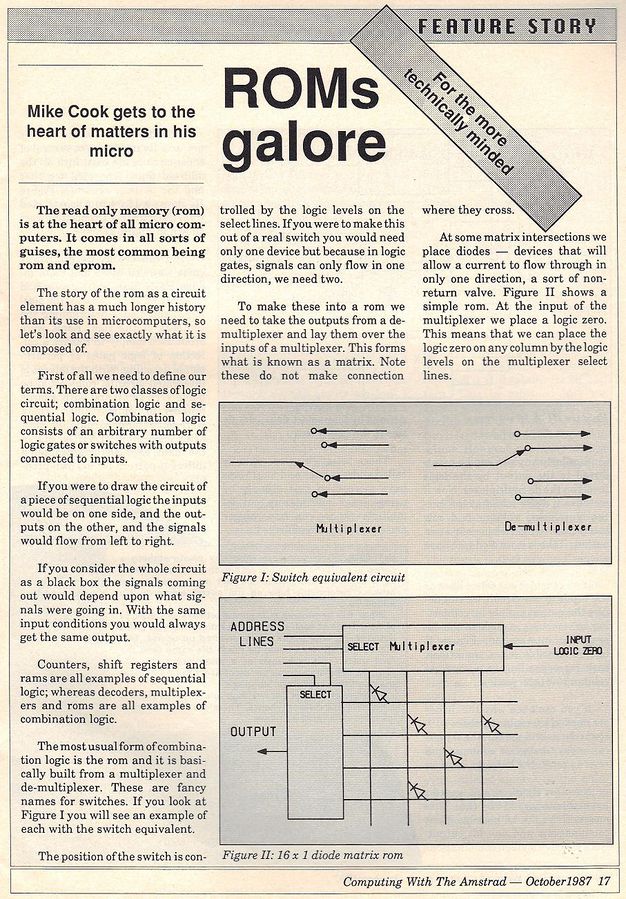 FEATURE STORY
For the more
technically minded
ROMs
galore
Mike Cook gets to the
heart of matters in his
micro
The read only memory (rom)
is at the heart of all micro com-
puters. It comes in all sorts of
guises, the most common being
rom and eprom.
The story of the rom as a circuit
element has a much longer history
than its use in microcomputers, so
let's look and see exactly what it is
composed of.
First of all we need to define our
terms. There are two classes of logic
circuit; combination logic and se-
quential logic. Combination logic
consists of an arbitrary number of
logic gates or switches with outputs
connected to inputs.
If you were to draw the circuit of
a piece of sequential logic the inputs
would be on one side, and the out-
puts on the other, and the signals
would flow from left to right.
If you consider the whole circuit
as a black box the signals coming
out would depend upon what sig-
nals were going in. With the same
input conditions you would always
get the same output.
Counters, shift registers and
rams are all examples of sequential
logic; whereas decoders, multiplex-
ers and roms are all examples of
combination logic.
The most usual form of combina-
tion logic is the rom and it is basi-
cally built from a multiplexer and
de-multiplexer. These are fancy
names for switches. If you look at
Figure I you will see an example of
each with the switch equivalent.
The position of the switch is con-
trolled by the logic levels on the
select lines. If you were to make this
out of a real switch you would need
only one device but because in logic
gates, signals can only flow in one
direction, we need two.
To make these into a rom we
need to take the outputs from a de-
multiplexer and lay them over the
inputs of a multiplexer. This forms
what is known as a matrix. Note
these do not make connection
where they cross.
At some matrix intersections we
place diodes — devices that will
allow a current to flow through in
only one direction, a sort of non-
return valve. Figure II shows a
simple rom. At the input of the
multiplexer we place a logic zero.
This means that we can place the
logic zero on any column by the logic
levels on the multiplexer select
lines.
Multiplexer
De-multiplexer
Figure I: Switch equivalent circuit
ADDRESS
LINES
SELECT Multiplexer
INPUT
LOGIC ZERO
SELECT
OUTPUT
Figure II: 16 x 1 diode matrix rom
Computing With The Amstrad — October1987 17